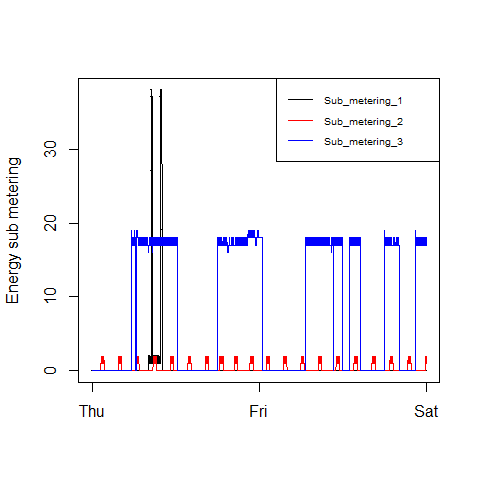 Sub_metering_1
Sub_metering_2
Sub_metering_3
Energy sub metering
30
20
10
0
Thu Fri Sat